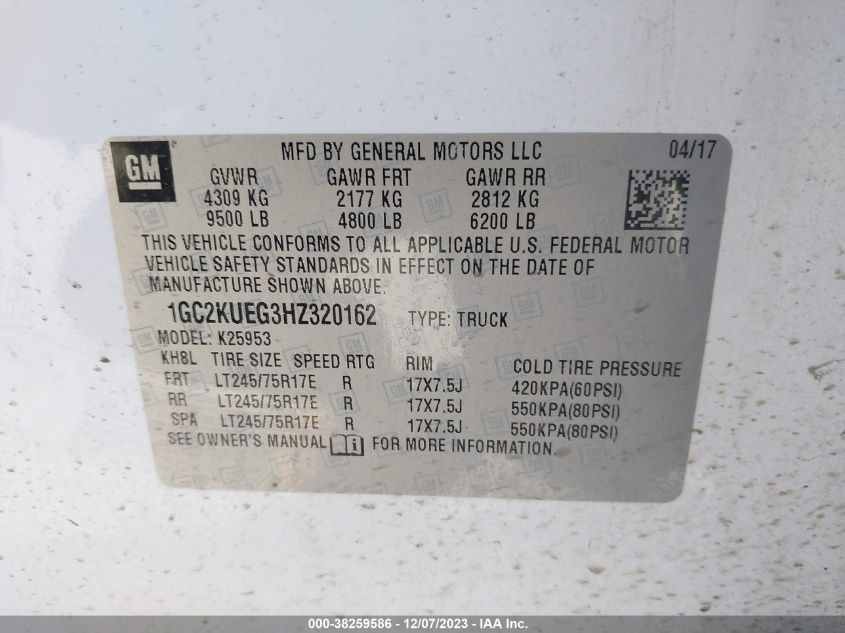 GM
MFD BY GENERAL MOTORS LLC 04/17
GVWR GAWR FRT GAWR RR
4309 KG 2177 KG 2812 KG
9500 LB 4800 LB 6200 LB
THIS VEHICLE CONFORMS TO ALL APPLICABLE U.S. FEDERAL MOTOR
VEHICLE SAFETY STANDARDS IN EFFECT ON THE DATE OF
MANUFACTURE SHOWN ABOVE.
1GC2KUEG3HZ320162 TYPE: TRUCK
MODEL: K25953
KH8L TIRE SIZE SPEED RTG RIM COLD TIRE PRESSURE
FRT LT245/75R17E R 17X7.5J 420KPA(60PSI)
RR LT245/75R17E R 17X7.5J 550KPA(80PSI)
SPA LT245/75R17E R 17X7.5J 550KPA(80PSI)
SEE OWNER'S MANUAL i FOR MORE INFORMATION.
000-38259586 - 12/07/2023 - IAA Inc.